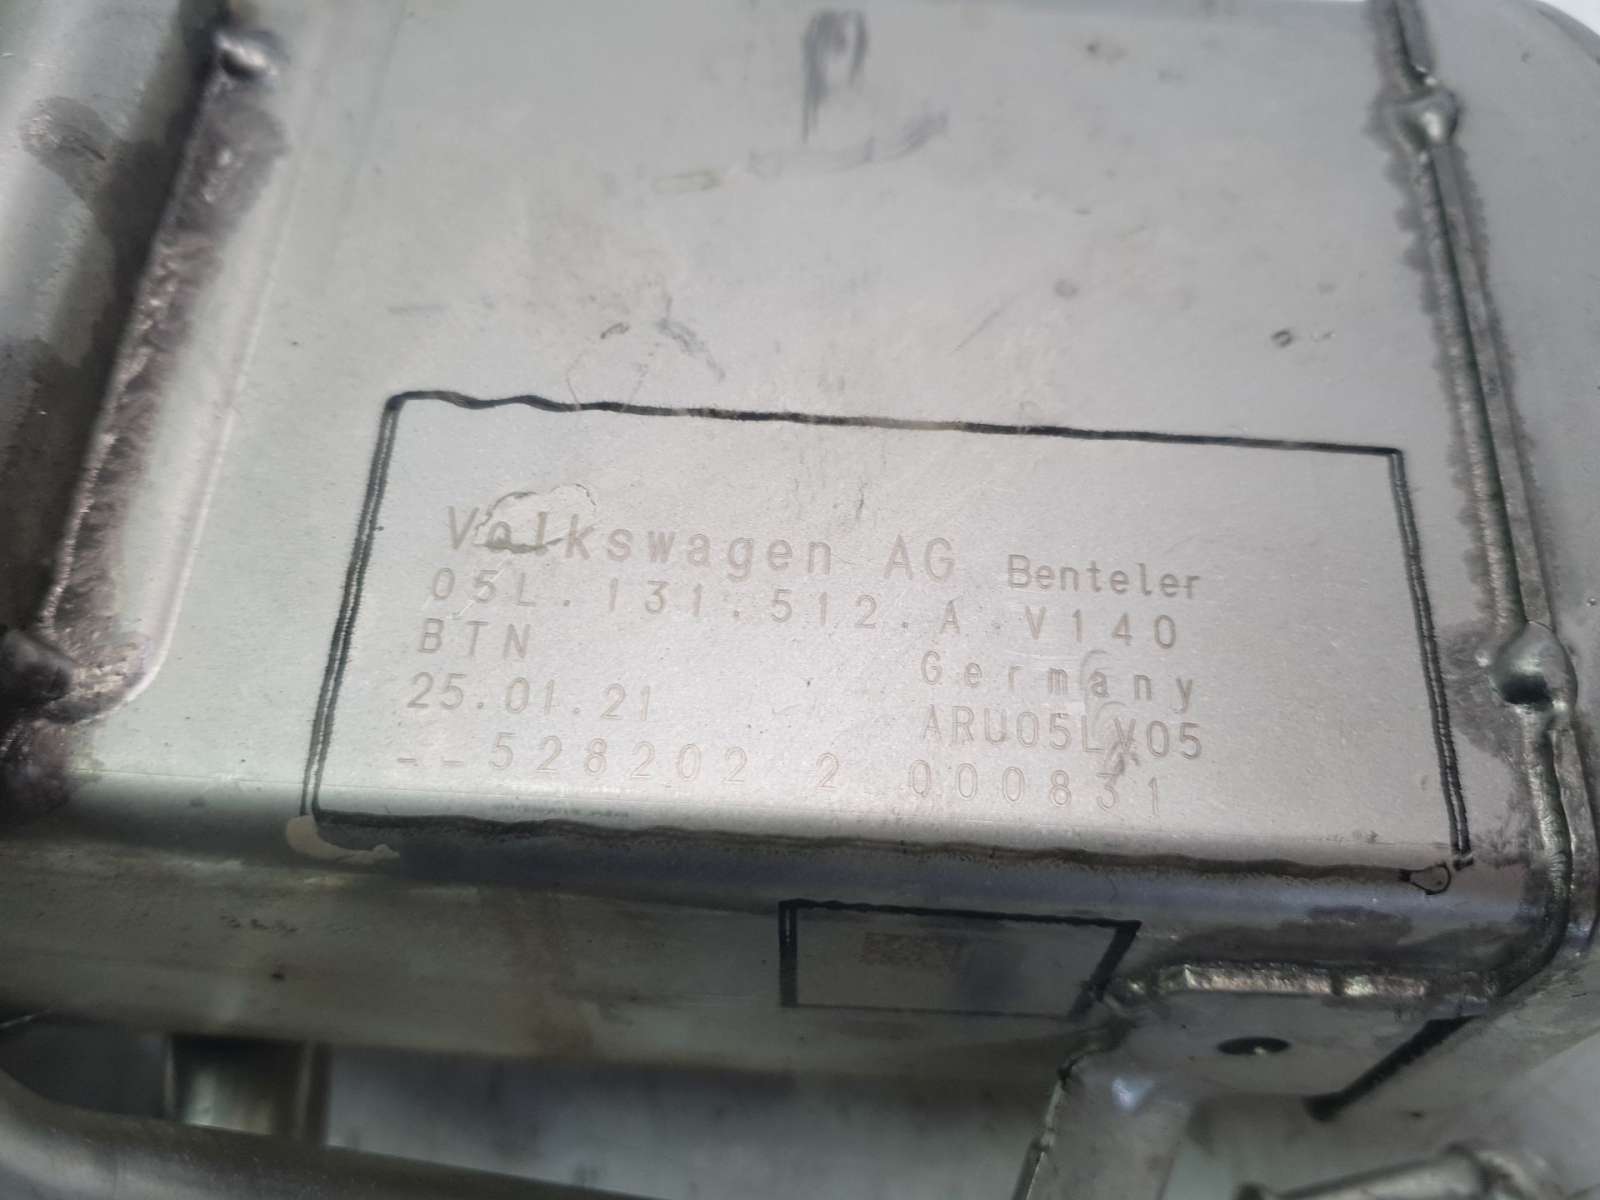 Volkswagen AG Benteler
05L.131.512.A.V140
BTN Germany
25.01.21 ARU05LV05
--528202 2 000831